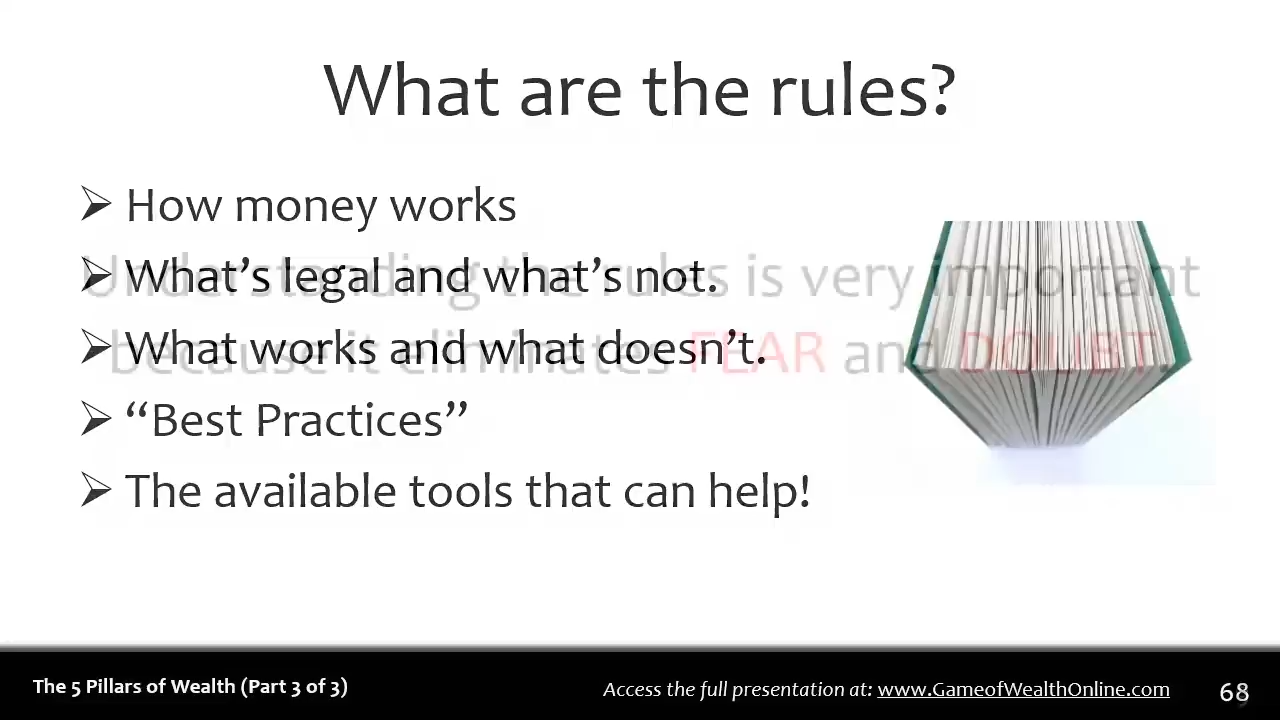 What are the rules?
➢ How money works
➢ What’s legal and what’s not.
Understanding the rules is very important
➢ What works and what doesn’t.
because it eliminates FEAR and DOUBT.
➢ “Best Practices”
➢ The available tools that can help!
The 5 Pillars of Wealth (Part 3 of 3)
Access the full presentation at: www.GameofWealthOnline.com
68